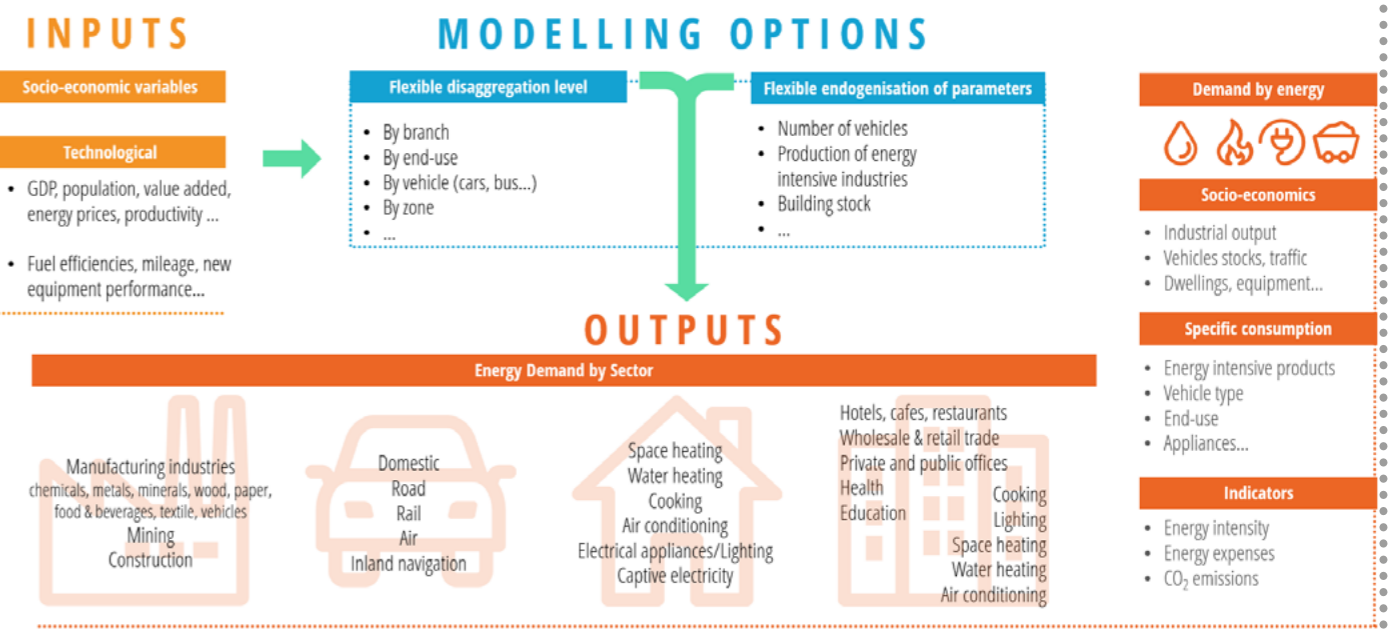 INPUTS
Socio-economic variables
Technological
• GDP, population, value added,
energy prices, productivity ...
• Fuel efficiencies, mileage, new
equipment performance...
MODELLING OPTIONS
Flexible disaggregation level
• By branch
• By end-use
• By vehicle (cars, bus...)
• By zone
• ...
Flexible endogenisation of parameters
• Number of vehicles
• Production of energy
intensive industries
• Building stock
• ...
OUTPUTS
Energy Demand by Sector
Manufacturing industries
chemicals, metals, minerals, wood, paper,
food & beverages, textile, vehicles
Mining
Construction
Domestic
Road
Rail
Air
Inland navigation
Space heating
Water heating
Cooking
Air conditioning
Electrical appliances/Lighting
Captive electricity
Hotels, cafes, restaurants
Wholesale & retail trade
Private and public offices
Health
Education
Cooking
Lighting
Space heating
Water heating
Air conditioning
Demand by energy
Socio-economics
• Industrial output
• Vehicles stocks, traffic
• Dwellings, equipment...
Specific consumption
• Energy intensive products
• Vehicle type
• End-use
• Appliances...
Indicators
• Energy intensity
• Energy expenses
• CO₂ emissions